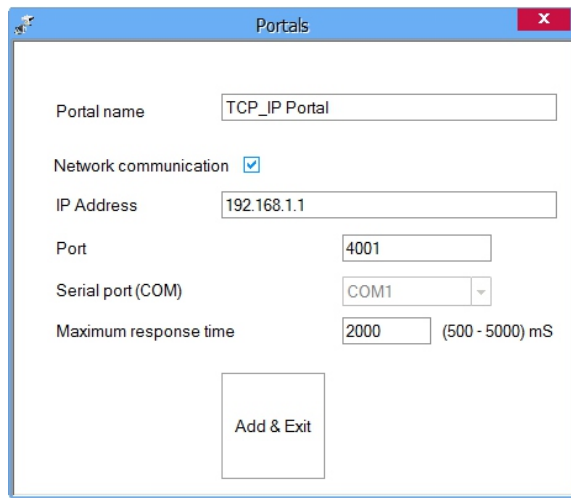 Portals
x
Portal name TCP_IP Portal
Network communication
IP Address 192.168.1.1
Port 4001
Serial port (COM) COM1
Maximum response time 2000 (500 - 5000) mS
Add & Exit